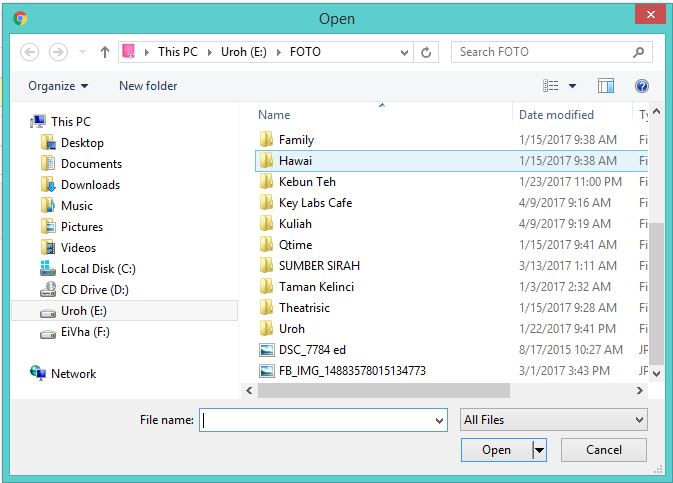 Open
This PC Uroh (E:) FOTO Search FOTO
Organize New folder
Name Date modified Ty
This PC
Desktop
Documents
Downloads
Music
Pictures
Videos
Local Disk (C:)
CD Drive (D:)
Uroh (E:)
EiVha (F:)
Network
Family 1/15/2017 9:38 AM Fi
Hawai 1/15/2017 9:38 AM Fi
Kebun Teh 1/23/2017 11:00 PM Fi
Key Labs Cafe 4/9/2017 9:16 AM Fi
Kuliah 4/9/2017 9:19 AM Fi
Qtime 1/15/2017 9:41 AM Fi
SUMBER SIRAH 3/13/2017 1:11 AM Fi
Taman Kelinci 1/3/2017 2:32 AM Fi
Theatrisic 1/15/2017 9:28 AM Fi
Uroh 1/22/2017 9:41 PM Fi
DSC_7784 ed 8/17/2015 10:27 AM JP
FB_IMG_14883578015134773 3/1/2017 3:43 PM JP
File name: All Files
Open Cancel